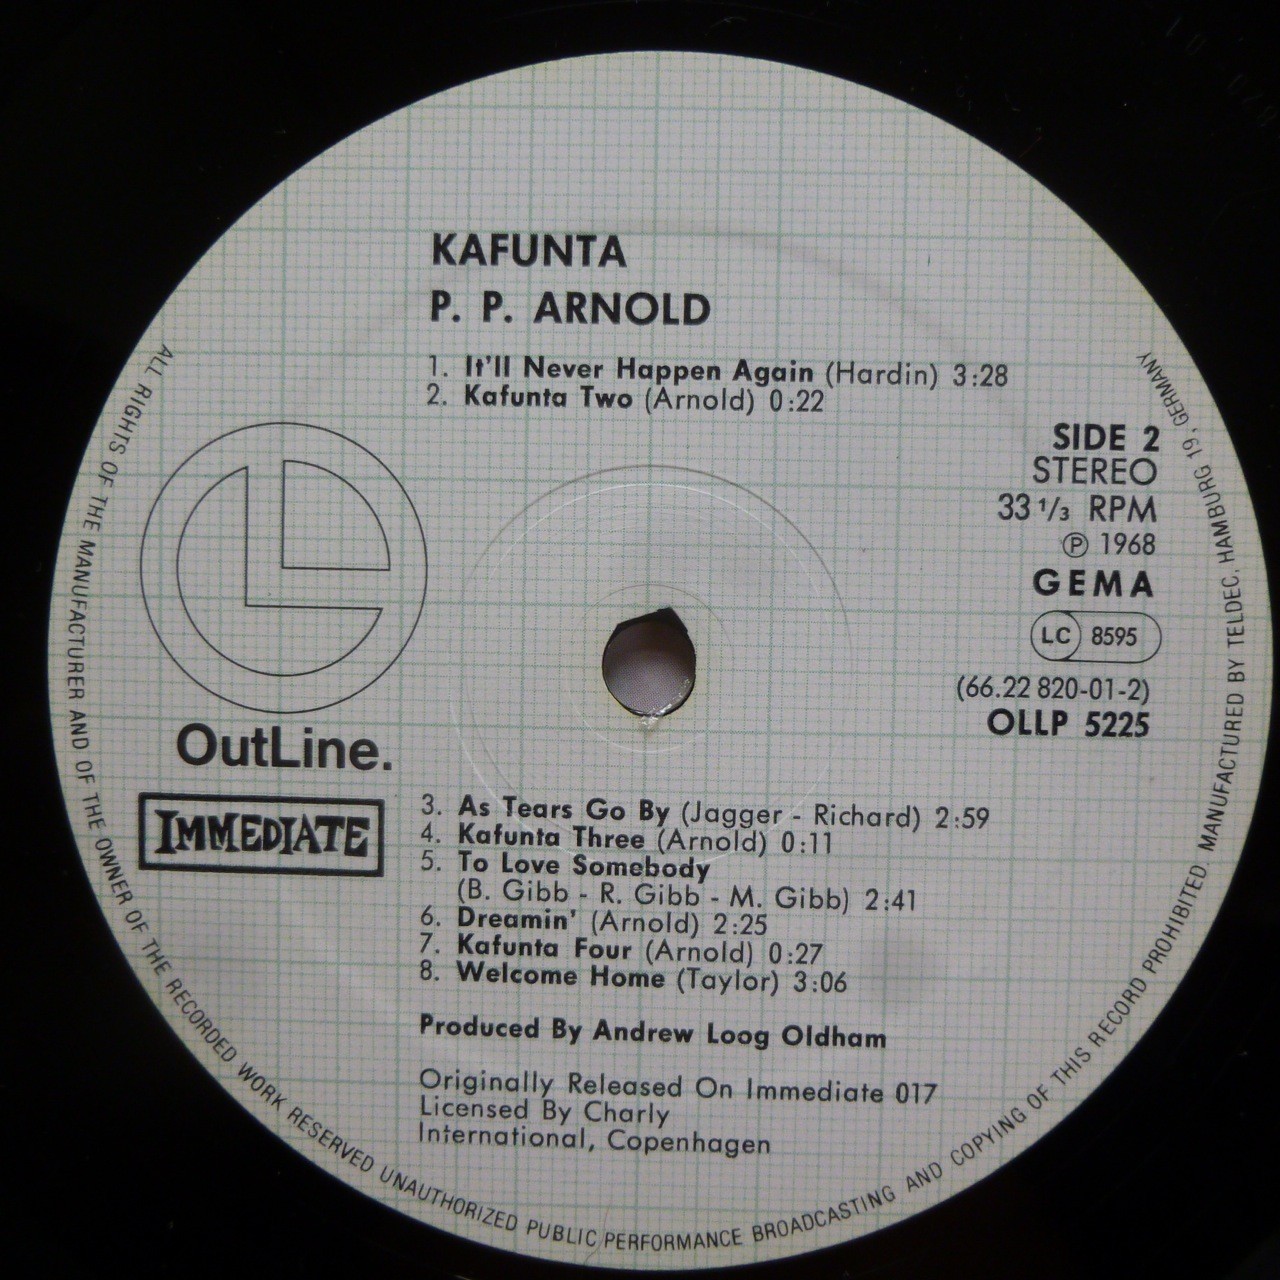 KAFUNTA
P. P. ARNOLD
1. It'll Never Happen Again (Hardin) 3:28
2. Kafunta Two (Arnold) 0:22
SIDE 2
STEREO
33 1/3 RPM
℗ 1968
GEMA
LC 8595
(66.22 820-01-2)
OLLP 5225
OutLine.
IMMEDIATE
3. As Tears Go By (Jagger - Richard) 2:59
4. Kafunta Three (Arnold) 0:11
5. To Love Somebody
(B. Gibb - R. Gibb - M. Gibb) 2:41
6. Dreamin' (Arnold) 2:25
7. Kafunta Four (Arnold) 0:27
8. Welcome Home (Taylor) 3:06
Produced By Andrew Loog Oldham
Originally Released On Immediate 017
Licensed By Charly
International, Copenhagen
ALL RIGHTS OF THE MANUFACTURER AND OF THE OWNER OF THE RECORDED WORK RESERVED UNAUTHORIZED PUBLIC PERFORMANCE BROADCASTING AND COPYING OF THIS RECORD PROHIBITED MANUFACTURED BY TELDEC, HAMBURG 19, GERMANY